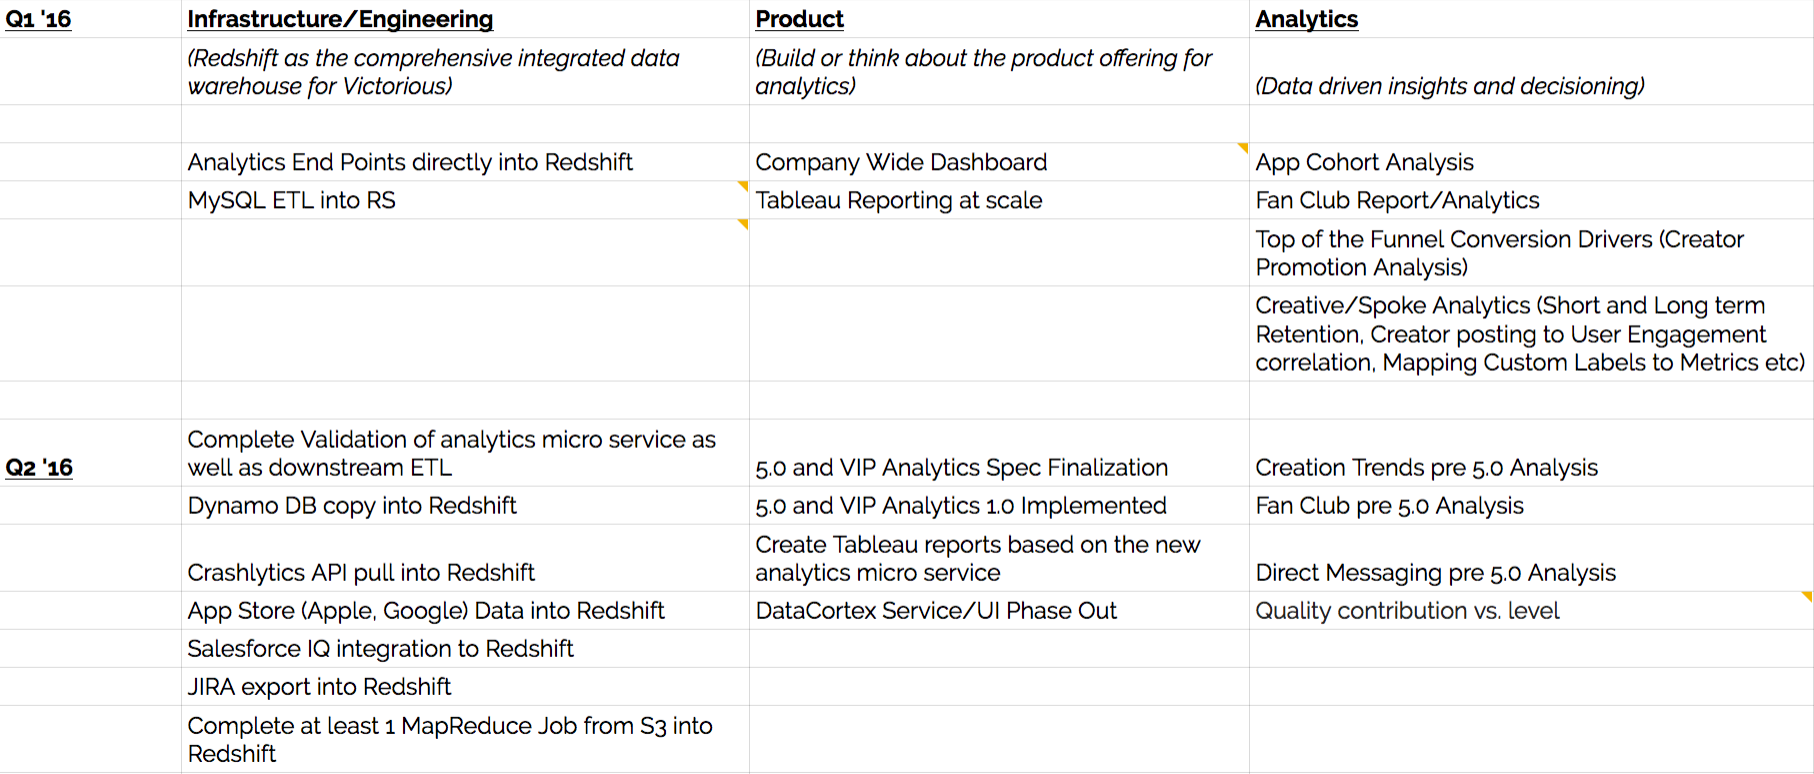 Q1 '16 Infrastructure/Engineering Product Analytics
(Redshift as the comprehensive integrated data
warehouse for Victorious)
(Build or think about the product offering for
analytics)
(Data driven insights and decisioning)
Analytics End Points directly into Redshift
Company Wide Dashboard
App Cohort Analysis
MySQL ETL into RS
Tableau Reporting at scale
Fan Club Report/Analytics
Top of the Funnel Conversion Drivers (Creator
Promotion Analysis)
Creative/Spoke Analytics (Short and Long term
Retention, Creator posting to User Engagement
correlation, Mapping Custom Labels to Metrics etc)
Q2 '16
Complete Validation of analytics micro service as
well as downstream ETL
5.0 and VIP Analytics Spec Finalization
Creation Trends pre 5.0 Analysis
Dynamo DB copy into Redshift
5.0 and VIP Analytics 1.0 Implemented
Fan Club pre 5.0 Analysis
Crashlytics API pull into Redshift
Create Tableau reports based on the new
analytics micro service
Direct Messaging pre 5.0 Analysis
App Store (Apple, Google) Data into Redshift
DataCortex Service/UI Phase Out
Quality contribution vs. level
Salesforce IQ integration to Redshift
JIRA export into Redshift
Complete at least 1 MapReduce Job from S3 into
Redshift